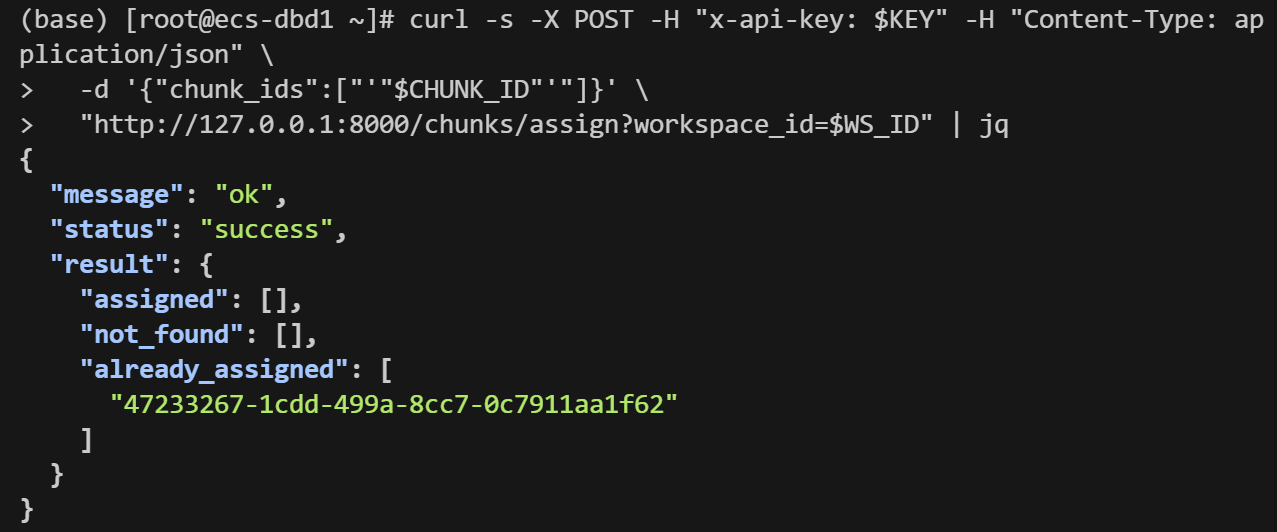 (base) [root@ecs-dbd1 ~]# curl -s -X POST -H "x-api-key: $KEY" -H "Content-Type: ap
plication/json" \
>   -d '{"chunk_ids":["'"$CHUNK_ID"'"]}' \
>   "http://127.0.0.1:8000/chunks/assign?workspace_id=$WS_ID" | jq
{
  "message": "ok",
  "status": "success",
  "result": {
    "assigned": [],
    "not_found": [],
    "already_assigned": [
      "47233267-1cdd-499a-8cc7-0c7911aa1f62"
    ]
  }
}